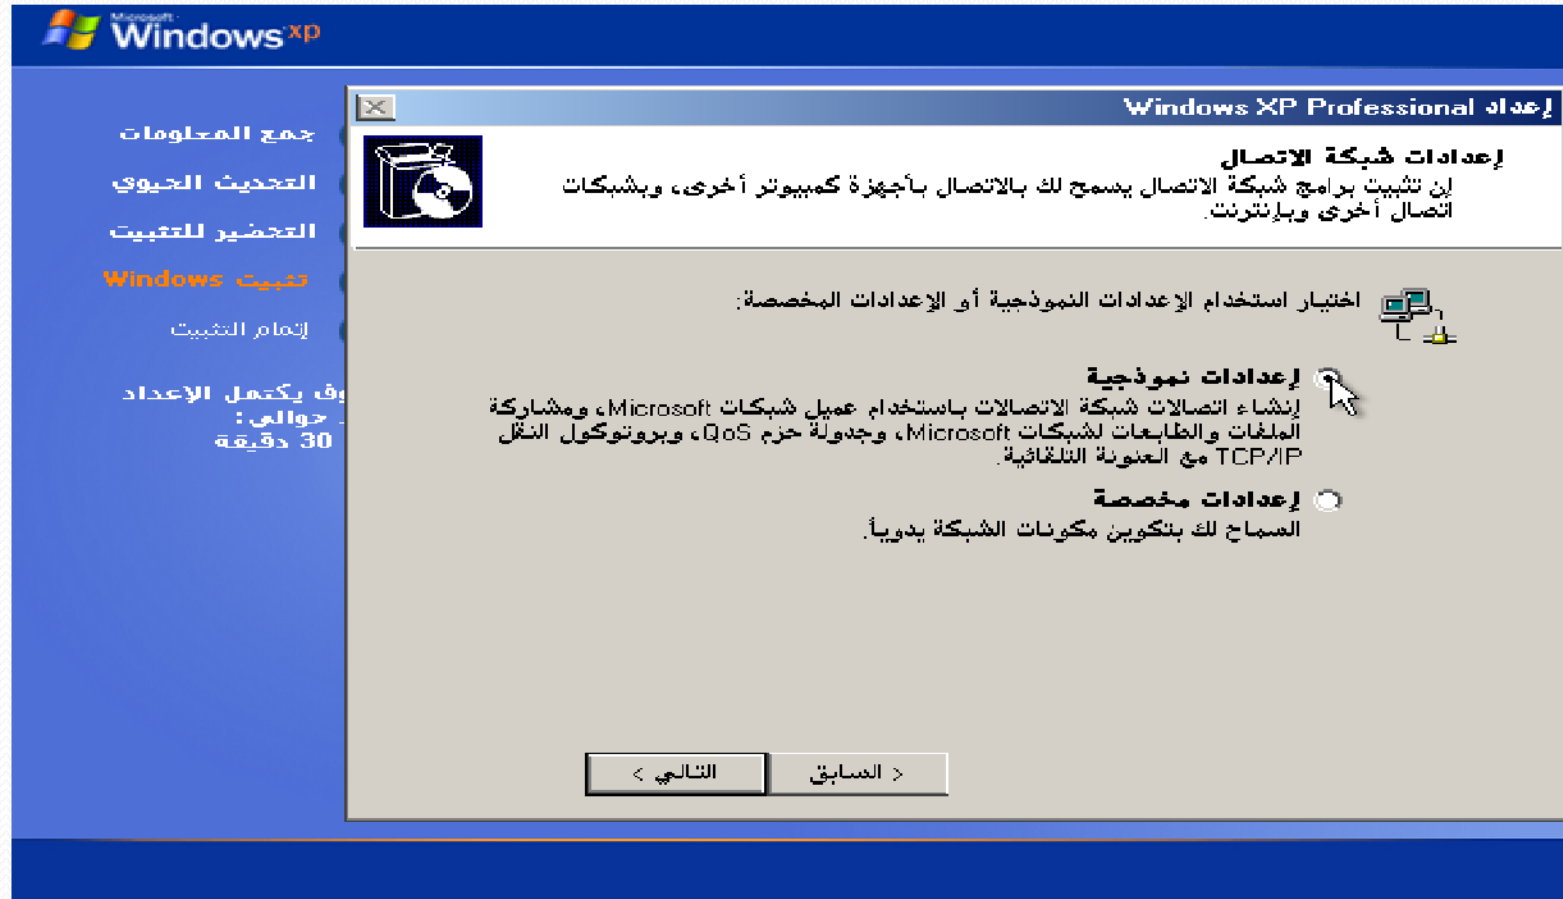 Microsoft
Windows xp
جمع المعلومات
التحديث الحيوي
التحضير للتثبيت
تثبيت Windows
إتمام التثبيت
وف يكتمل الإعداد
حوالي:
30 دقيقة
إعداد Windows XP Professional
إعدادات شبكة الاتصال
إن تثبيت برامج شبكة الاتصال يسمح لك بالاتصال بأجهزة كمبيوتر أخرى، وبشبكات
اتصال أخرى وبإنترنت.
اختيار استخدام الإعدادات النموذجية أو الإعدادات المخصصة:
إعدادات نموذجية
إنشاء اتصالات شبكة الاتصالات باستخدام عميل شبكات Microsoft، ومشاركة
الملفات والطابعات لشبكات Microsoft، وجدولة حزم QoS، وبروتوكول النقل
TCP/IP مع العنونة التلقائية.
إعدادات مخصصة
السماح لك بتكوين مكونات الشبكة يدوياً.
< السابق
التالي >